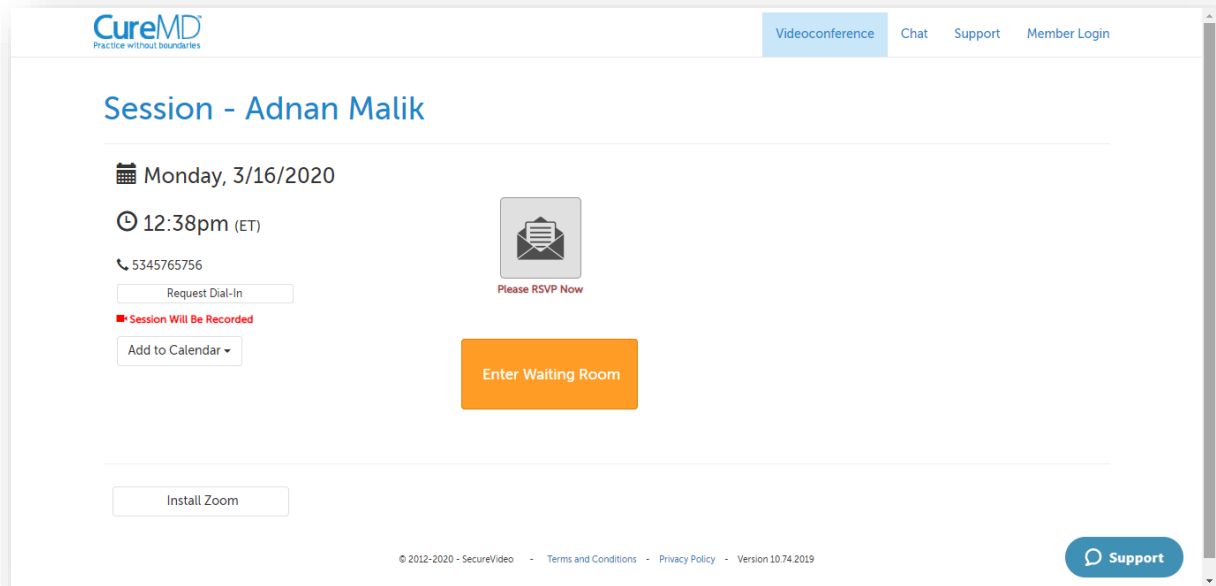 CureMD
Practice without boundaries
Videoconference Chat Support Member Login
Session - Adnan Malik
Monday, 3/16/2020
12:38pm (ET)
5345765756
Request Dial-In
Session Will Be Recorded
Add to Calendar
Please RSVP Now
Enter Waiting Room
Install Zoom
© 2012-2020 - SecureVideo - Terms and Conditions - Privacy Policy - Version 10.74.2019
Support